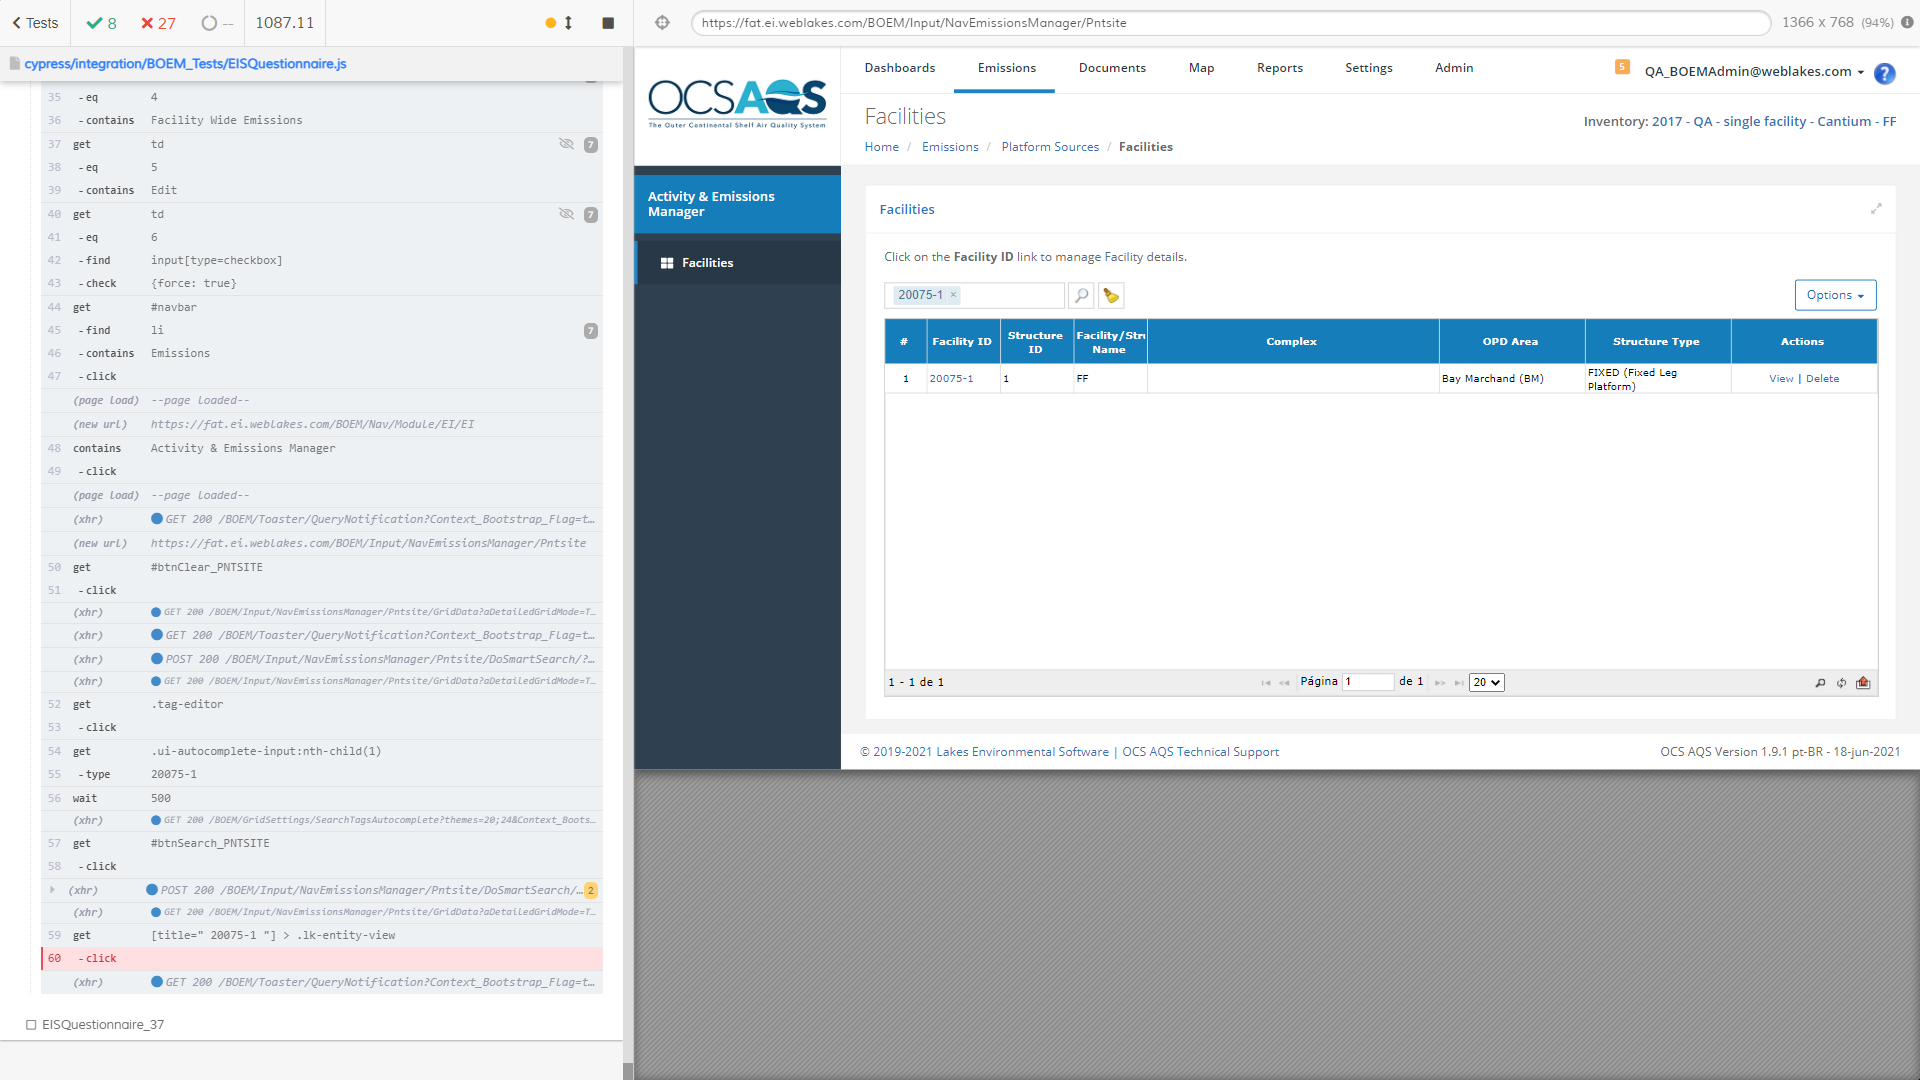 Tests
8
27
--
1087.11
cypress/integration/BOEM_Tests/EISQuestionnaire.js
35 - eq 4
36 - contains Facility Wide Emissions
37 get td 7
38 - eq 5
39 - contains Edit
40 get td 7
41 - eq 6
42 - find input[type=checkbox]
43 - check {force: true}
44 get #navbar
45 - find li 7
46 - contains Emissions
47 - click
(page load) --page loaded--
(new url) https://fat.ei.weblakes.com/BOEM/Nav/Module/EI/EI
48 contains Activity & Emissions Manager
49 - click
(page load) --page loaded--
(xhr) GET 200 /BOEM/Toaster/QueryNotification?Context_Bootstrap_Flag=t...
(new url) https://fat.ei.weblakes.com/BOEM/Input/NavEmissionsManager/Pntsite
50 get #btnClear_PNTSITE
51 - click
(xhr) GET 200 /BOEM/Input/NavEmissionsManager/Pntsite/GridData?aDetailedGridMode=T...
(xhr) GET 200 /BOEM/Toaster/QueryNotification?Context_Bootstrap_Flag=t...
(xhr) POST 200 /BOEM/Input/NavEmissionsManager/Pntsite/DoSmartSearch/?...
(xhr) GET 200 /BOEM/Input/NavEmissionsManager/Pntsite/GridData?aDetailedGridMode=T...
52 get .tag-editor
53 - click
54 get .ui-autocomplete-input:nth-child(1)
55 - type 20075-1
56 wait 500
(xhr) GET 200 /BOEM/GridSettings/SearchTagsAutocomplete?themes=20;24&Context_Boots...
57 get #btnSearch_PNTSITE
58 - click
(xhr) POST 200 /BOEM/Input/NavEmissionsManager/Pntsite/DoSmartSearch/... 2
(xhr) GET 200 /BOEM/Input/NavEmissionsManager/Pntsite/GridData?aDetailedGridMode=T...
59 get [title=" 20075-1 "] > .lk-entity-view
60 - click
(xhr) GET 200 /BOEM/Toaster/QueryNotification?Context_Bootstrap_Flag=t...
EISQuestionnaire_37
https://fat.ei.weblakes.com/BOEM/Input/NavEmissionsManager/Pntsite
1366 x 768 (94%)
OCSAQS
The Outer Continental Shelf Air Quality System
Dashboards Emissions Documents Map Reports Settings Admin
5 QA_BOEMAdmin@weblakes.com ?
Facilities
Inventory: 2017 - QA - single facility - Cantium - FF
Home / Emissions / Platform Sources / Facilities
Activity & Emissions Manager
Facilities
Facilities
Click on the Facility ID link to manage Facility details.
20075-1 ×
Options
# Facility ID Structure ID Facility/Stru Name Complex OPD Area Structure Type Actions
1 20075-1 1 FF Bay Marchand (BM) FIXED (Fixed Leg Platform) View | Delete
1 - 1 de 1
Página 1 de 1 20
© 2019-2021 Lakes Environmental Software | OCS AQS Technical Support
OCS AQS Version 1.9.1 pt-BR - 18-jun-2021